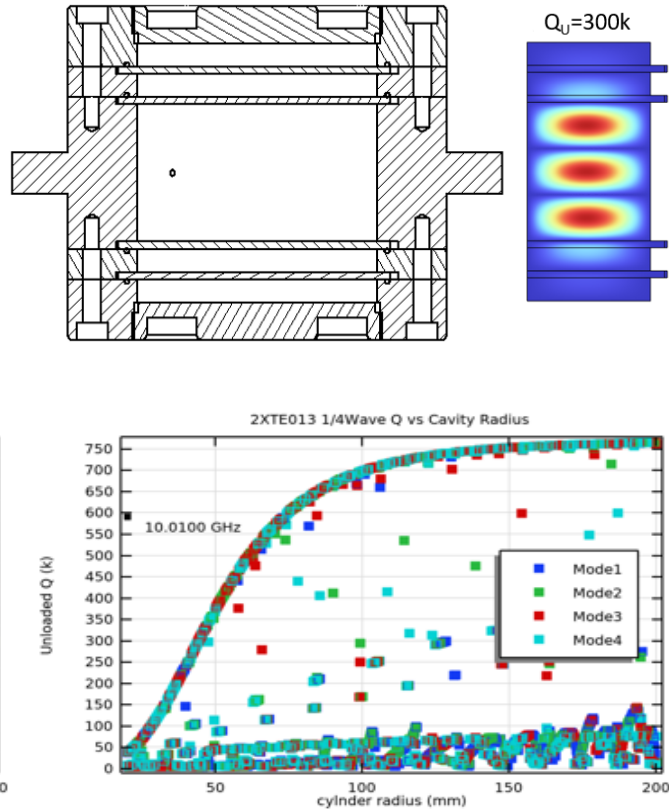 Qᵤ=300k
2XTE013 1/4Wave Q vs Cavity Radius
750
700
650
600
550
500
450
400
350
300
250
200
150
100
50
0
Unloaded Q (k)
10.0100 GHz
Mode1
Mode2
Mode3
Mode4
0
50
100
150
200
cylnder radius (mm)